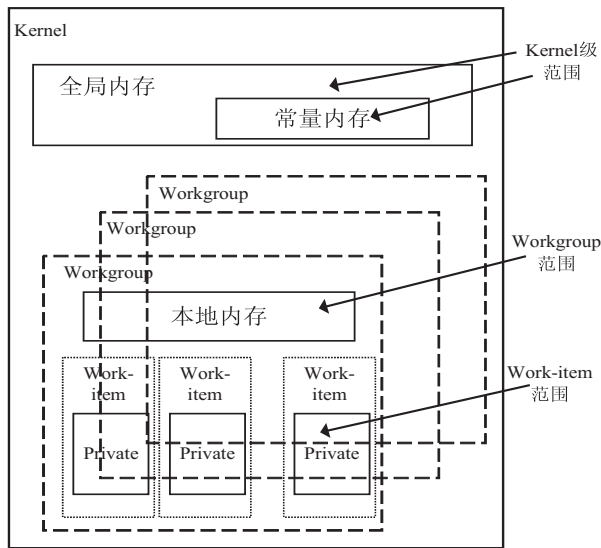 Kernel
Kernel级
范围
全局内存
常量内存
Workgroup
Workgroup
Workgroup
Workgroup
范围
本地内存
Work-
item
Work-
item
Work-
item
Work-item
范围
Private
Private
Private